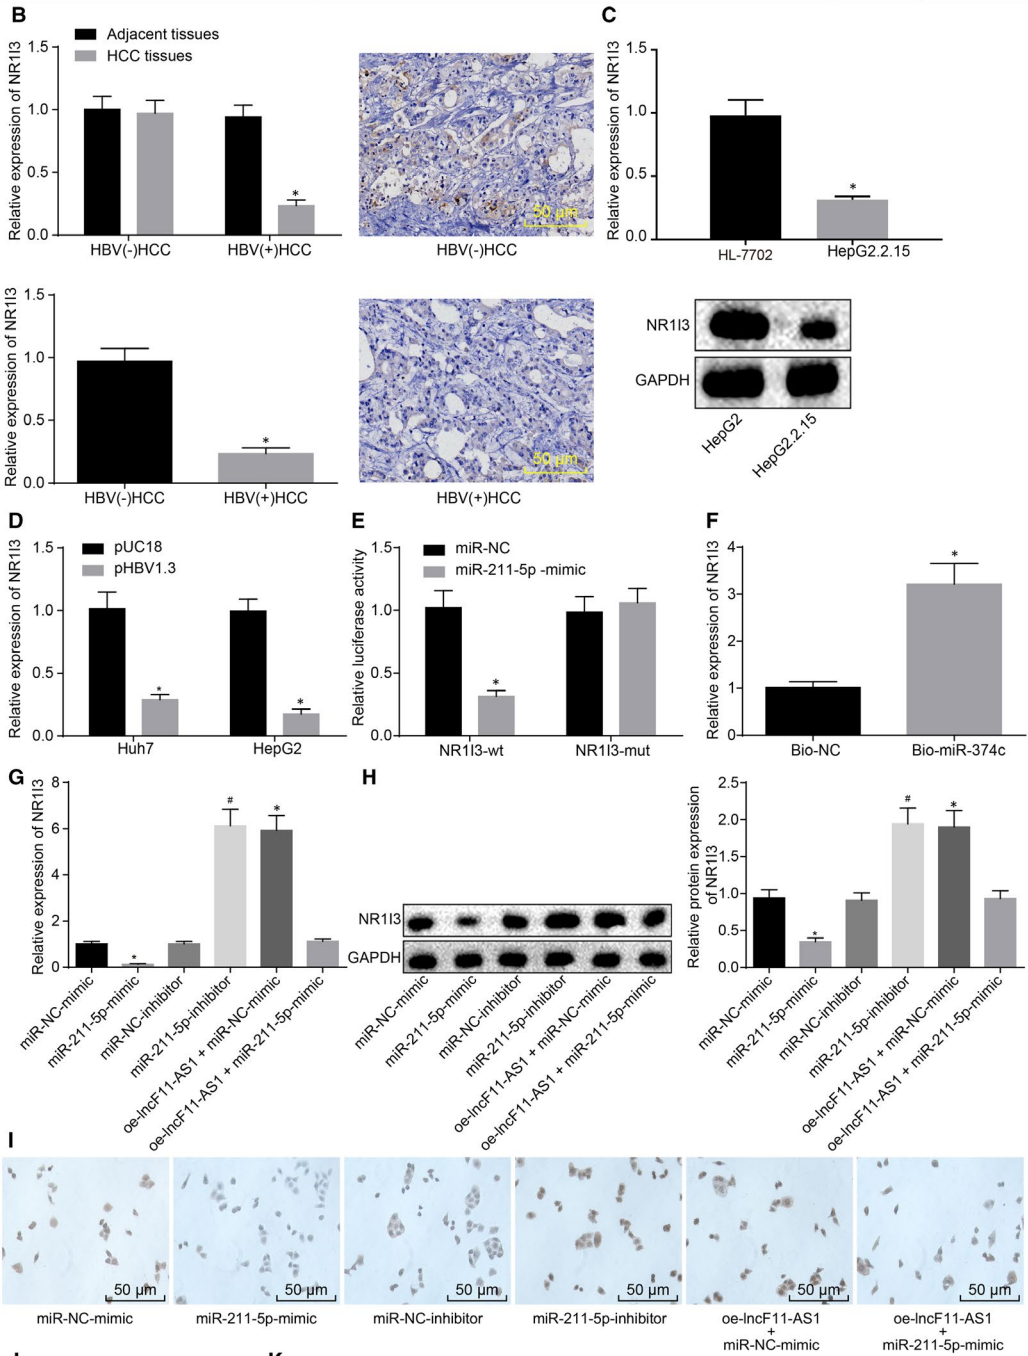 B
Adjacent tissues
HCC tissues
Relative expression of NR1I3
1.5
1.0
0.5
0.0
HBV(-)HCC
HBV(+)HCC
*
50 µm
HBV(-)HCC
C
Relative expression of NR1I3
1.5
1.0
0.5
0.0
*
HL-7702
HepG2.2.15
Relative expression of NR1I3
1.5
1.0
0.5
0.0
*
HBV(-)HCC
HBV(+)HCC
50 µm
HBV(+)HCC
NR1I3
GAPDH
HepG2
HepG2.2.15
D
pUC18
pHBV1.3
Relative expression of NR1I3
1.5
1.0
0.5
0.0
*
*
Huh7
HepG2
E
miR-NC
miR-211-5p -mimic
Relative luciferase activity
1.5
1.0
0.5
0.0
*
NR1I3-wt
NR1I3-mut
F
Relative expression of NR1I3
4
3
2
1
0
*
Bio-NC
Bio-miR-374c
G
Relative expression of NR1I3
8
6
4
2
0
*
#
*
miR-NC-mimic
miR-211-5p-mimic
miR-NC-inhibitor
miR-211-5p-inhibitor
oe-lncF11-AS1 + miR-NC-mimic
oe-lncF11-AS1 + miR-211-5p-mimic
H
NR1I3
GAPDH
miR-NC-mimic
miR-211-5p-mimic
miR-NC-inhibitor
miR-211-5p-inhibitor
oe-lncF11-AS1 + miR-NC-mimic
oe-lncF11-AS1 + miR-211-5p-mimic
Relative protein expression
of NR1I3
2.5
2.0
1.5
1.0
0.5
0.0
*
#
*
miR-NC-mimic
miR-211-5p-mimic
miR-NC-inhibitor
miR-211-5p-inhibitor
oe-lncF11-AS1 + miR-NC-mimic
oe-lncF11-AS1 + miR-211-5p-mimic
I
50 µm
50 µm
50 µm
50 µm
50 µm
50 µm
miR-NC-mimic
miR-211-5p-mimic
miR-NC-inhibitor
miR-211-5p-inhibitor
oe-lncF11-AS1
+
miR-NC-mimic
oe-lncF11-AS1
+
miR-211-5p-mimic